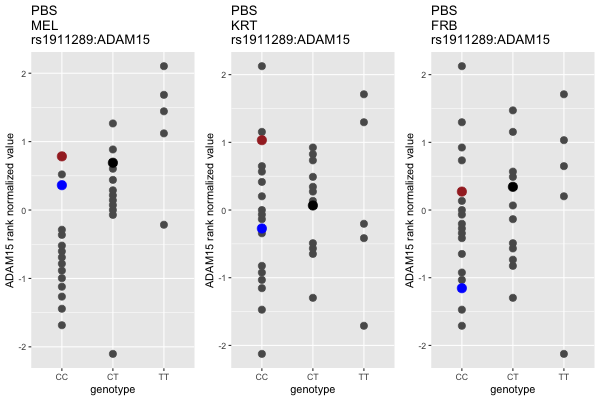 PBS
MEL
rs1911289:ADAM15
ADAM15 rank normalized value
2
1
0
-1
-2
CC
CT
TT
genotype
PBS
KRT
rs1911289:ADAM15
ADAM15 rank normalized value
2
1
0
-1
-2
CC
CT
TT
genotype
PBS
FRB
rs1911289:ADAM15
ADAM15 rank normalized value
2
1
0
-1
-2
CC
CT
TT
genotype